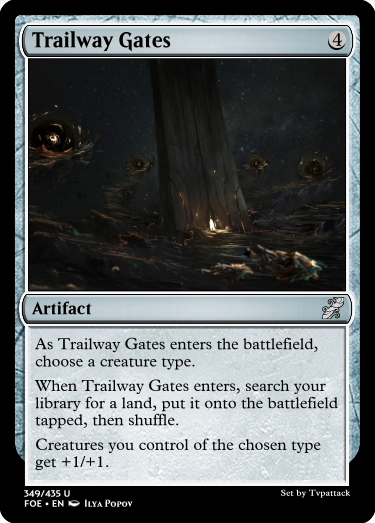 Trailway Gates
4
Artifact
As Trailway Gates enters the battlefield,
choose a creature type.
When Trailway Gates enters, search your
library for a land, put it onto the battlefield
tapped, then shuffle.
Creatures you control of the chosen type
get +1/+1.
349/435 U
FOE • EN Ilya Popov
Set by Tvpattack